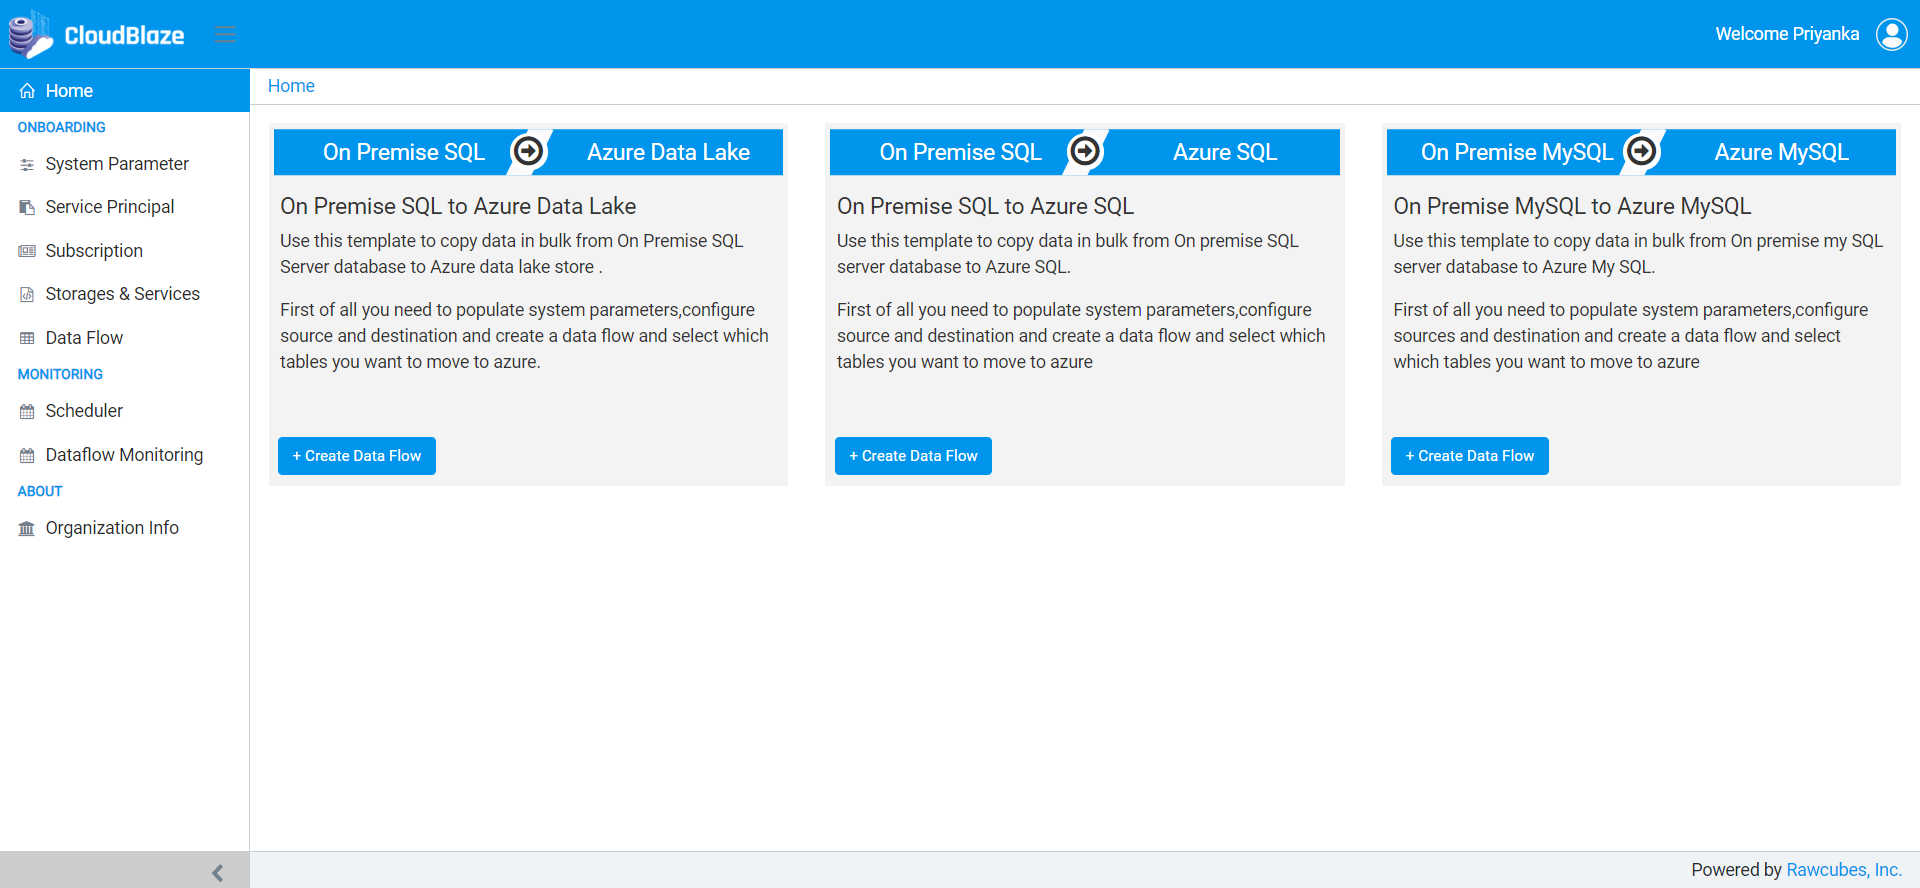 CloudBlaze
Welcome Priyanka
Home
ONBOARDING
System Parameter
Service Principal
Subscription
Storages & Services
Data Flow
MONITORING
Scheduler
Dataflow Monitoring
ABOUT
Organization Info
Home
On Premise SQL Azure Data Lake
On Premise SQL to Azure Data Lake
Use this template to copy data in bulk from On Premise SQL
Server database to Azure data lake store .
First of all you need to populate system parameters,configure
source and destination and create a data flow and select which
tables you want to move to azure.
+ Create Data Flow
On Premise SQL Azure SQL
On Premise SQL to Azure SQL
Use this template to copy data in bulk from On premise SQL
server database to Azure SQL.
First of all you need to populate system parameters,configure
source and destination and create a data flow and select which
tables you want to move to azure
+ Create Data Flow
On Premise MySQL Azure MySQL
On Premise MySQL to Azure MySQL
Use this template to copy data in bulk from On premise my SQL
server database to Azure My SQL.
First of all you need to populate system parameters,configure
sources and destination and create a data flow and select
which tables you want to move to azure
+ Create Data Flow
Powered by Rawcubes, Inc.